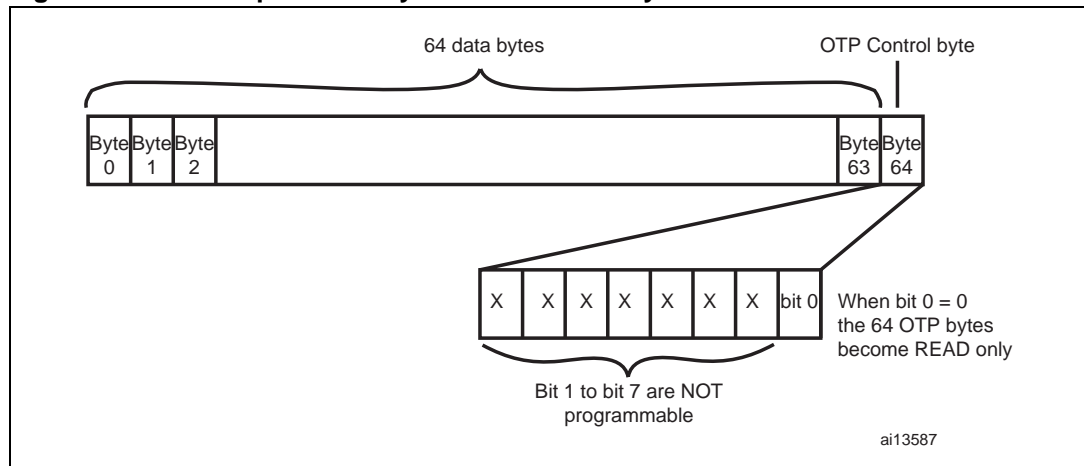 64 data bytes
OTP Control byte
Byte 0
Byte 1
Byte 2
Byte 63
Byte 64
X X X X X X X bit 0
When bit 0 = 0
the 64 OTP bytes
become READ only
Bit 1 to bit 7 are NOT
programmable
ai13587